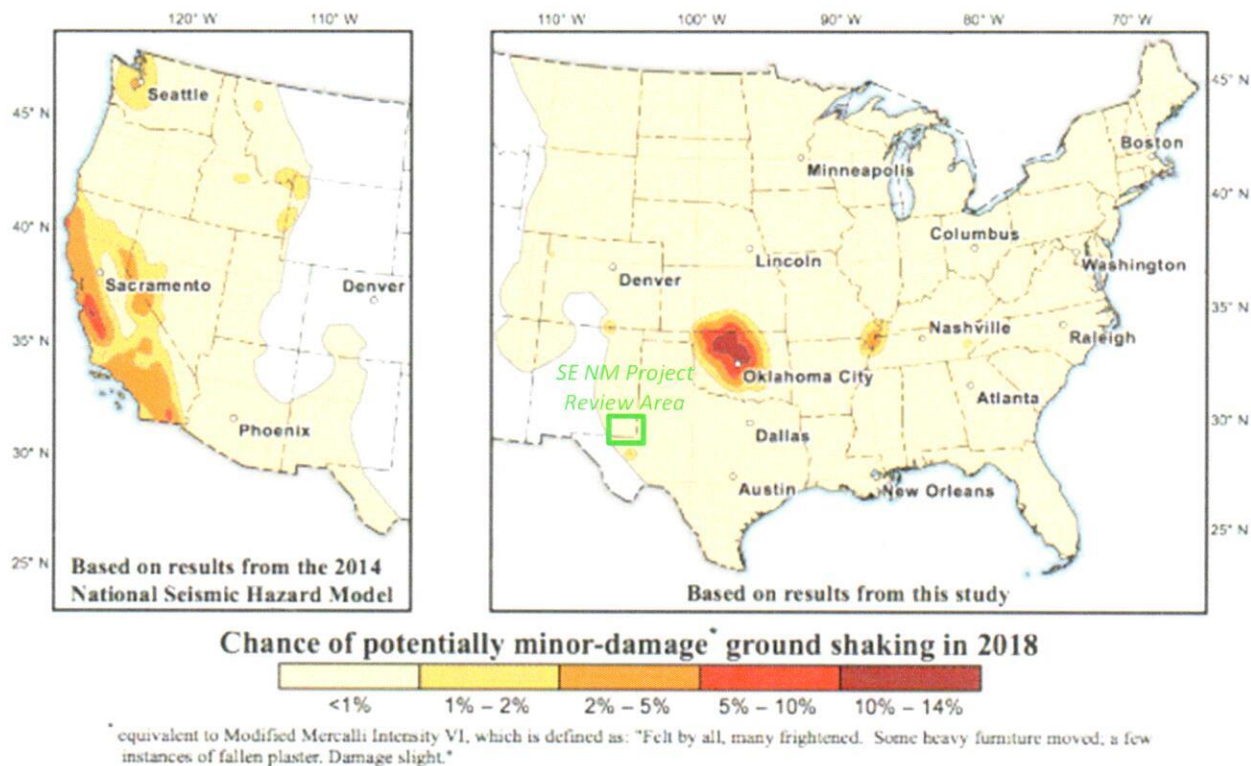 120° W
110° W
110° W
100° W
90° W
80° W
70° W
45° N
40° N
35° N
30° N
25° N
Seattle
Sacramento
Denver
Phoenix
Based on results from the 2014
National Seismic Hazard Model
Minneapolis
Boston
Columbus
Lincoln
Washington
Denver
Nashville
Raleigh
SE NM Project
Review Area
Oklahoma City
Atlanta
Dallas
Austin
New Orleans
45° N
40° N
35° N
30° N
25° N
Based on results from this study
Chance of potentially minor-damage* ground shaking in 2018
<1%
1% – 2%
2% – 5%
5% – 10%
10% – 14%
* equivalent to Modified Mercalli Intensity VI, which is defined as: "Felt by all, many frightened. Some heavy furniture moved, a few
instances of fallen plaster. Damage slight."